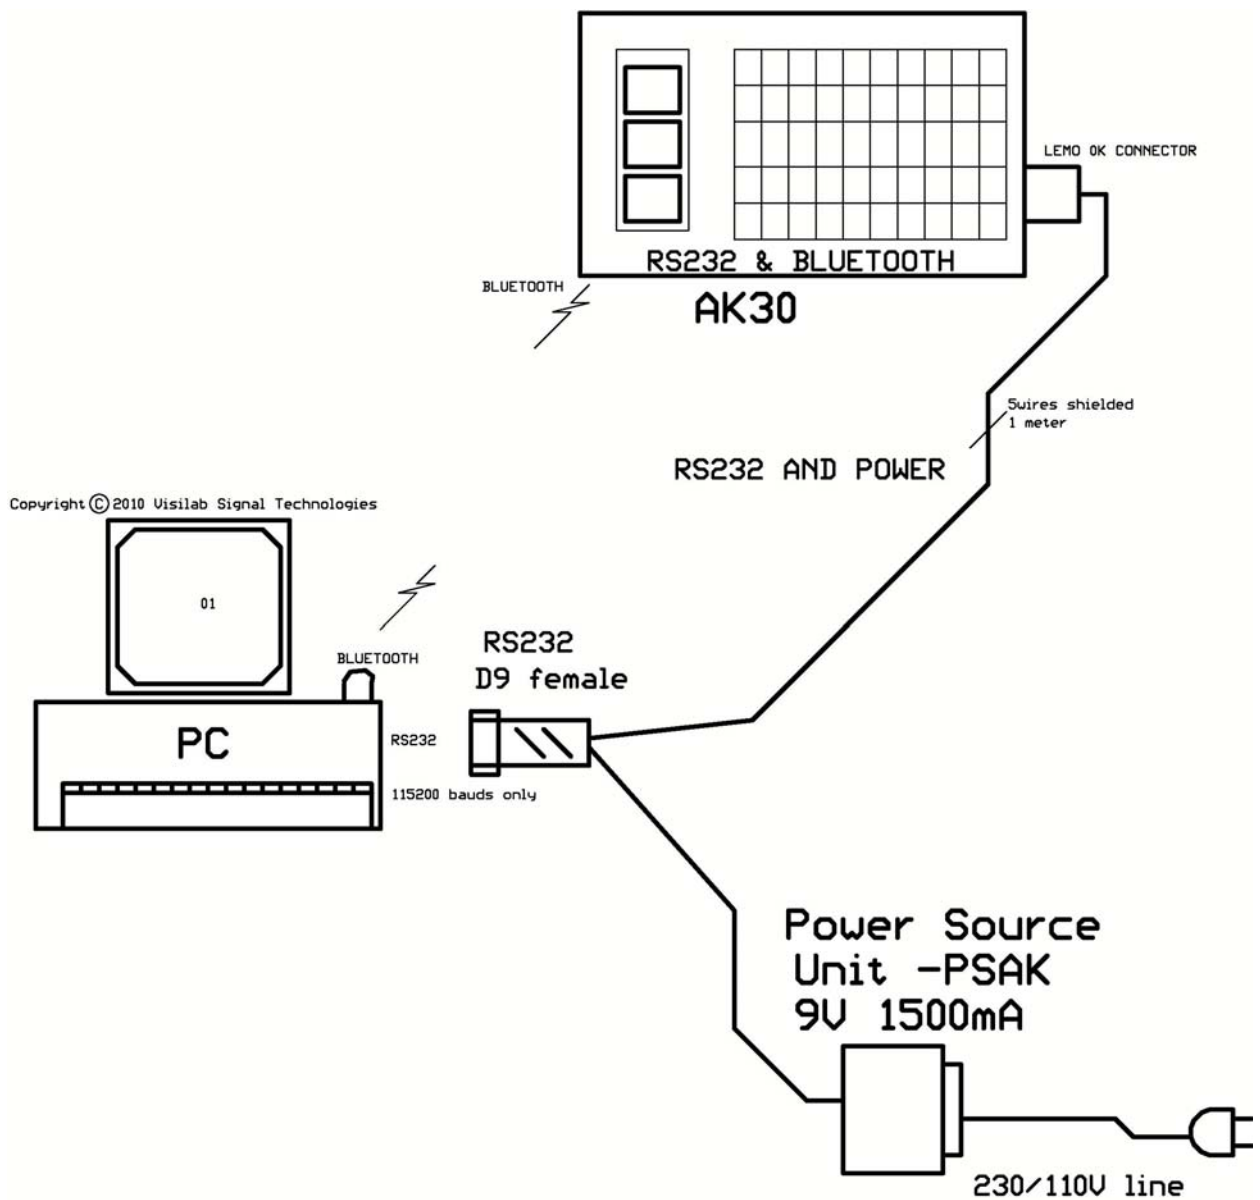 LEMO 0K CONNECTOR
RS232 & BLUETOOTH
BLUETOOTH
AK30
5wires shielded
1 meter
RS232 AND POWER
Copyright © 2010 Visilab Signal Technologies
01
BLUETOOTH
RS232
D9 female
PC
RS232
115200 bauds only
Power Source
Unit -PSAK
9V 1500mA
230/110V line